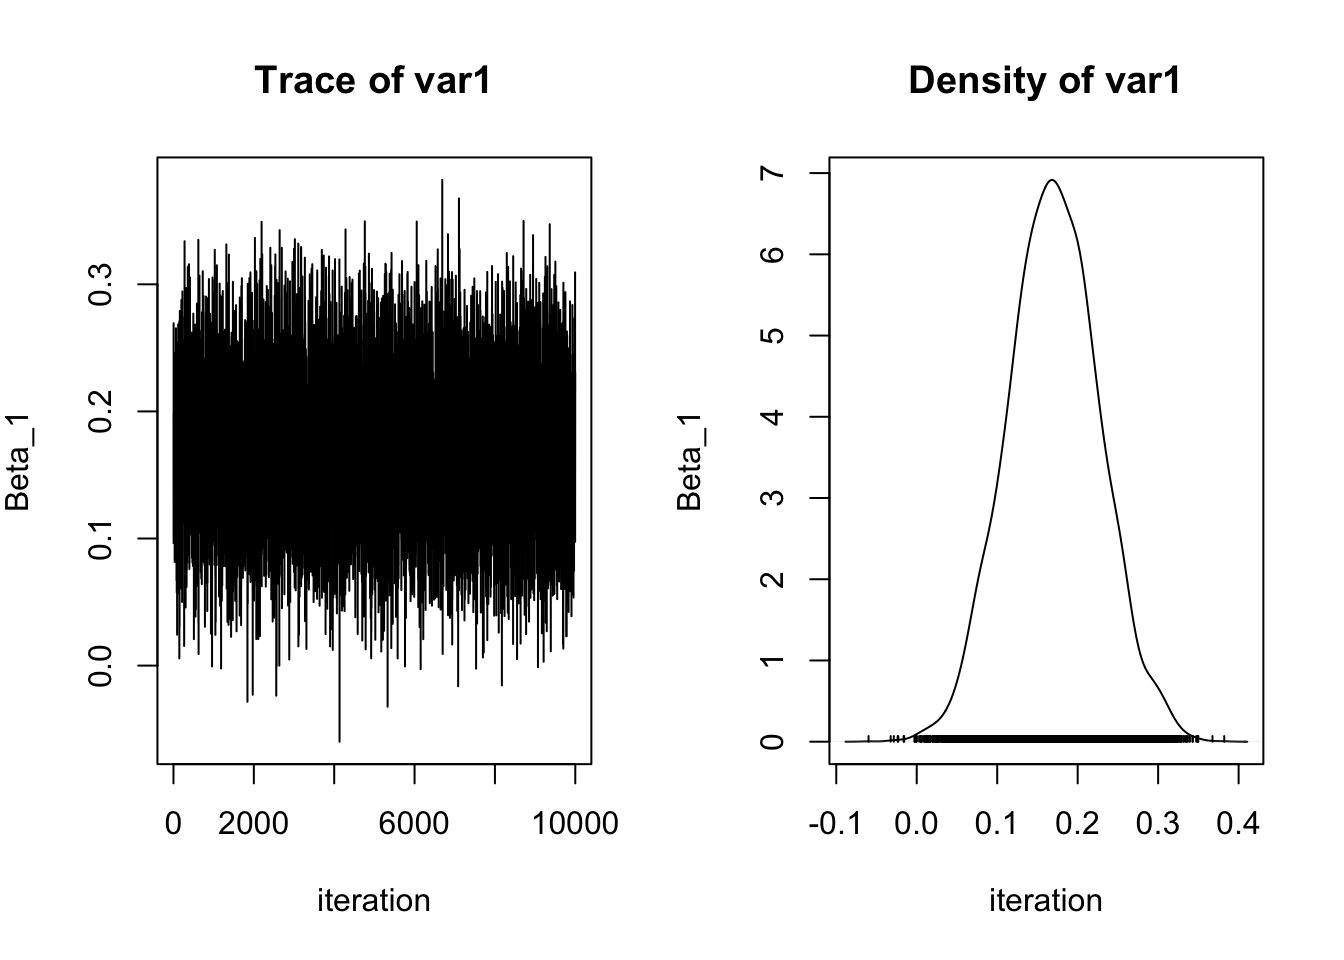 Trace of var1
Beta_1
0.3
0.2
0.1
0.0
0 2000 6000 10000
iteration
Density of var1
Beta_1
7
6
5
4
3
2
1
0
-0.1 0.0 0.1 0.2 0.3 0.4
iteration